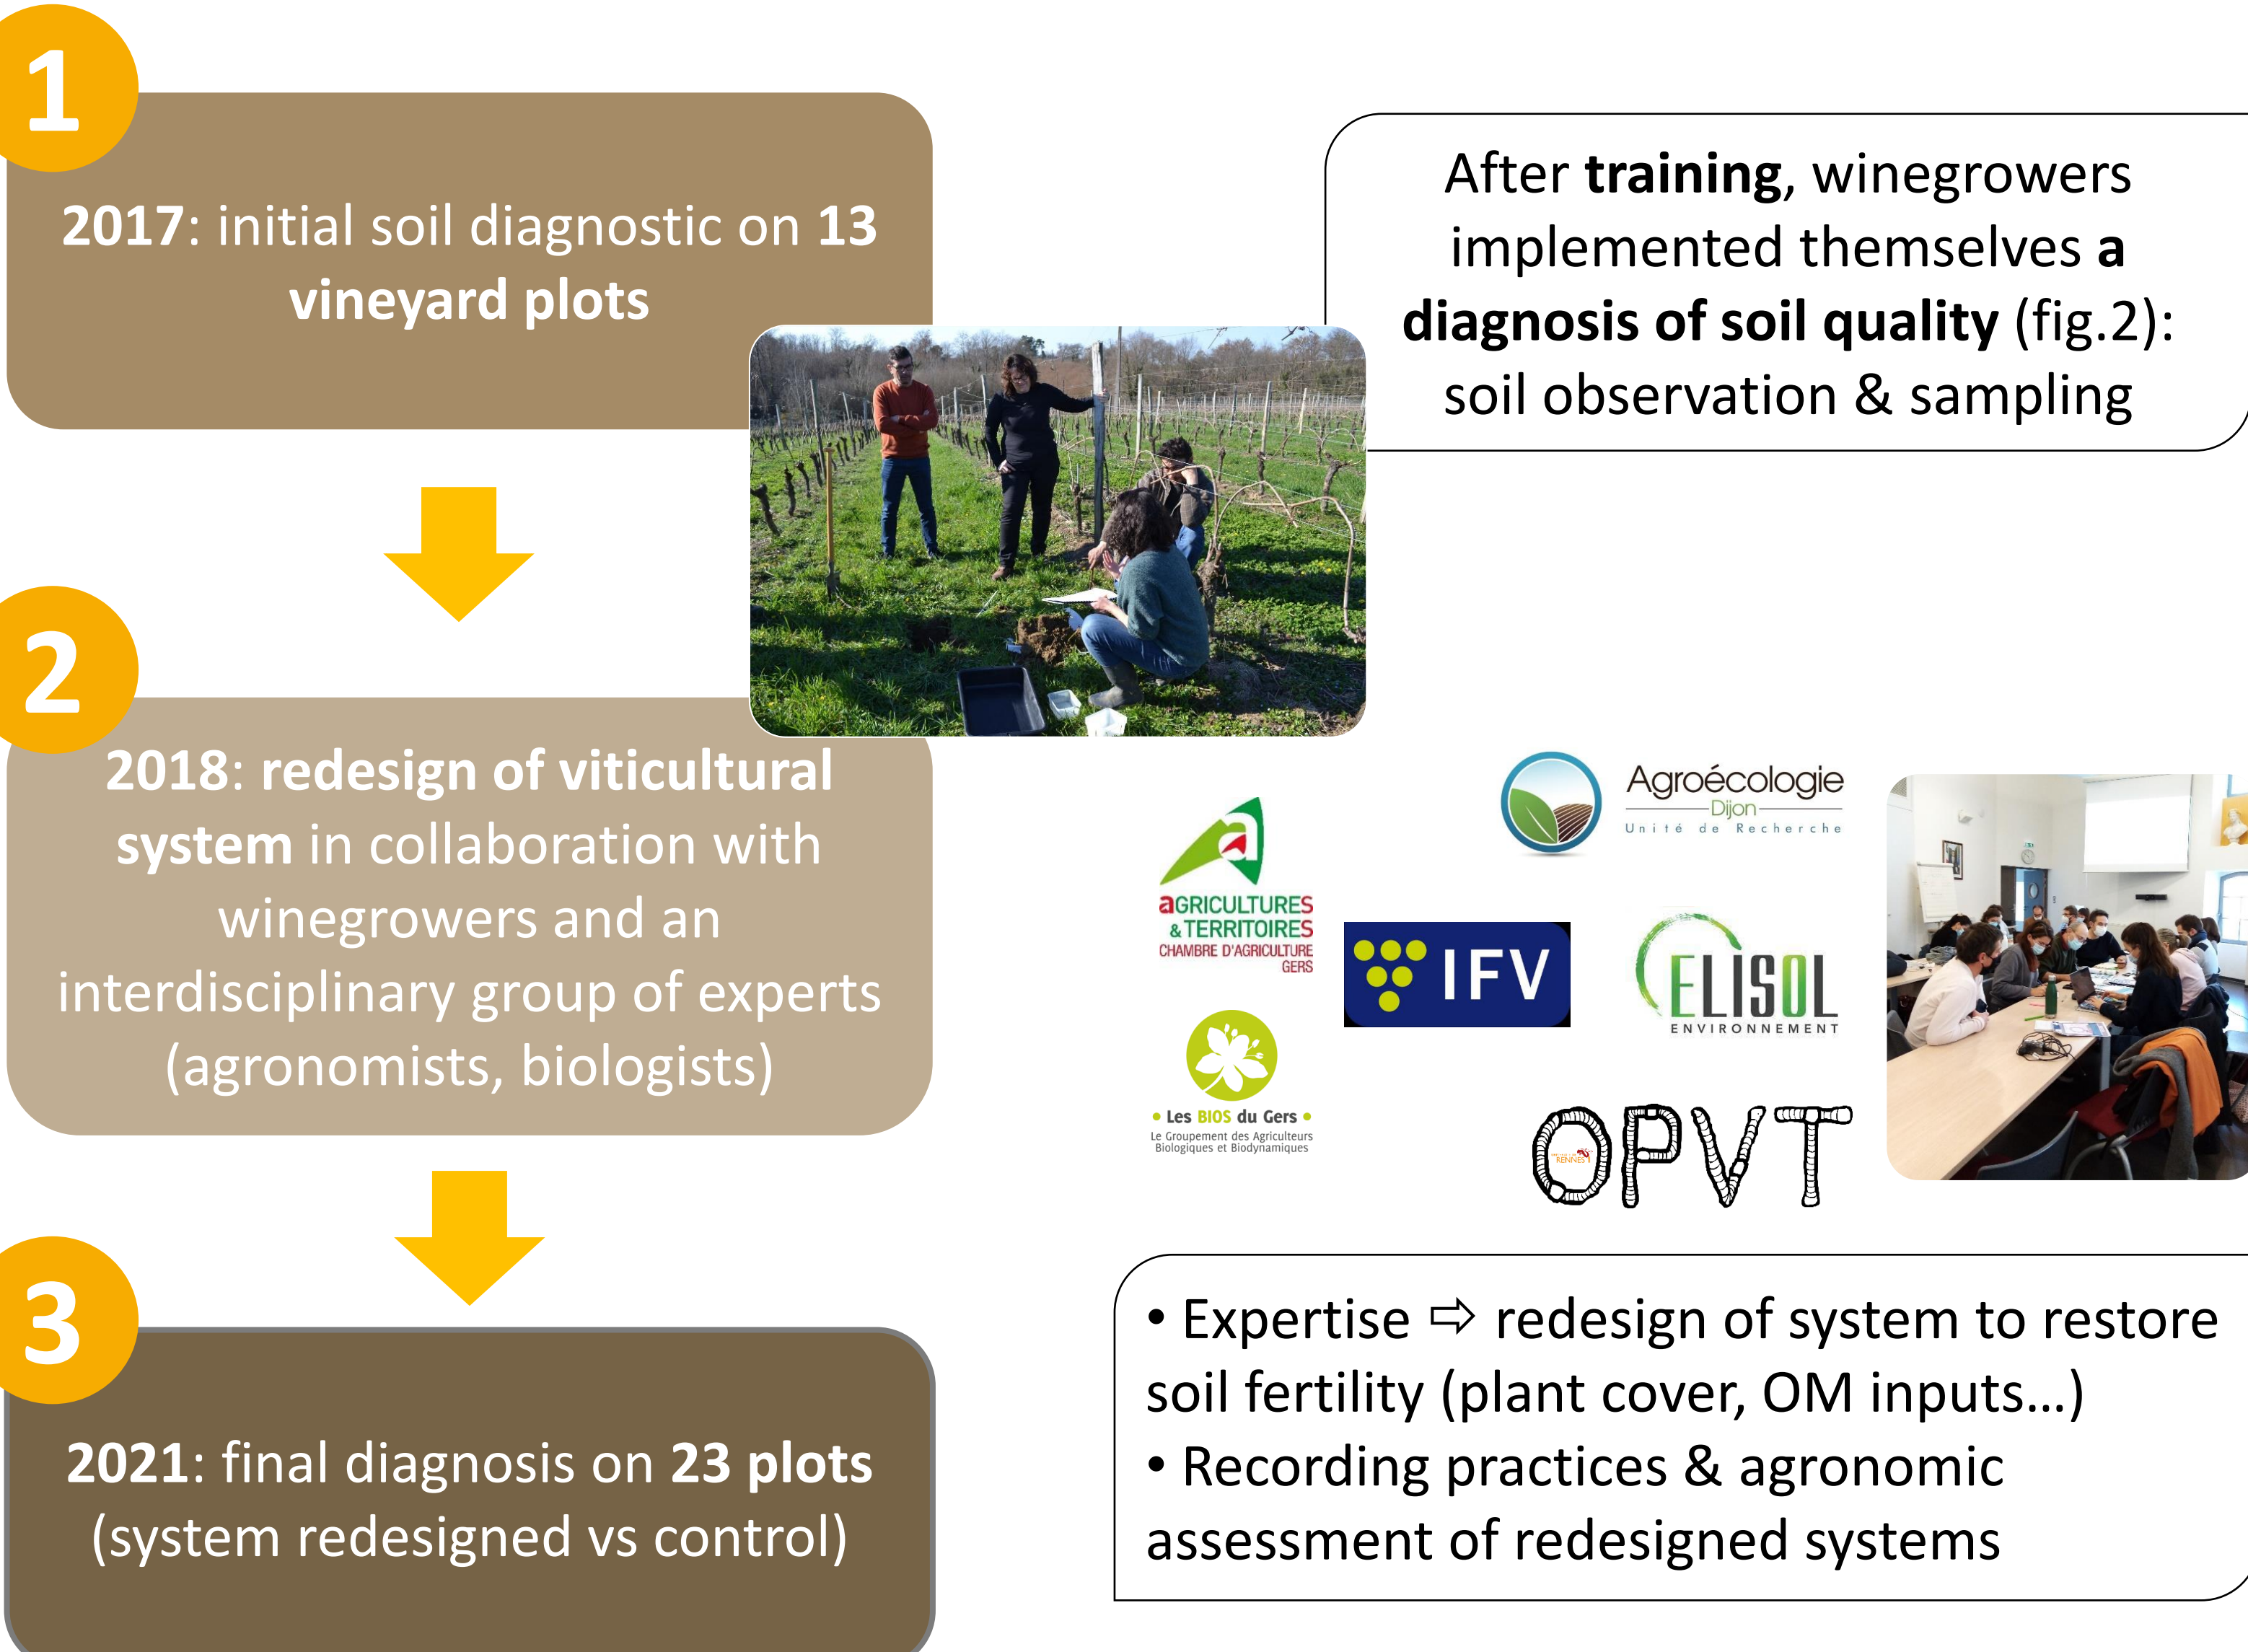 1
2017: initial soil diagnostic on 13
vineyard plots
After training, winegrowers
implemented themselves a
diagnosis of soil quality (fig.2):
soil observation & sampling
2
2018: redesign of viticultural
system in collaboration with
winegrowers and an
interdisciplinary group of experts
(agronomists, biologists)
Agroécologie
Dijon
Unité de Recherche
aGRICULTURES
& TERRITOIRES
CHAMBRE D'AGRICULTURE
GERS
IFV
ELISOL
ENVIRONNEMENT
• Les BIOS du Gers •
Le Groupement des Agriculteurs
Biologiques et Biodynamiques
OPVT
RENNES
3
2021: final diagnosis on 23 plots
(system redesigned vs control)
• Expertise ⇨ redesign of system to restore
soil fertility (plant cover, OM inputs...)
• Recording practices & agronomic
assessment of redesigned systems